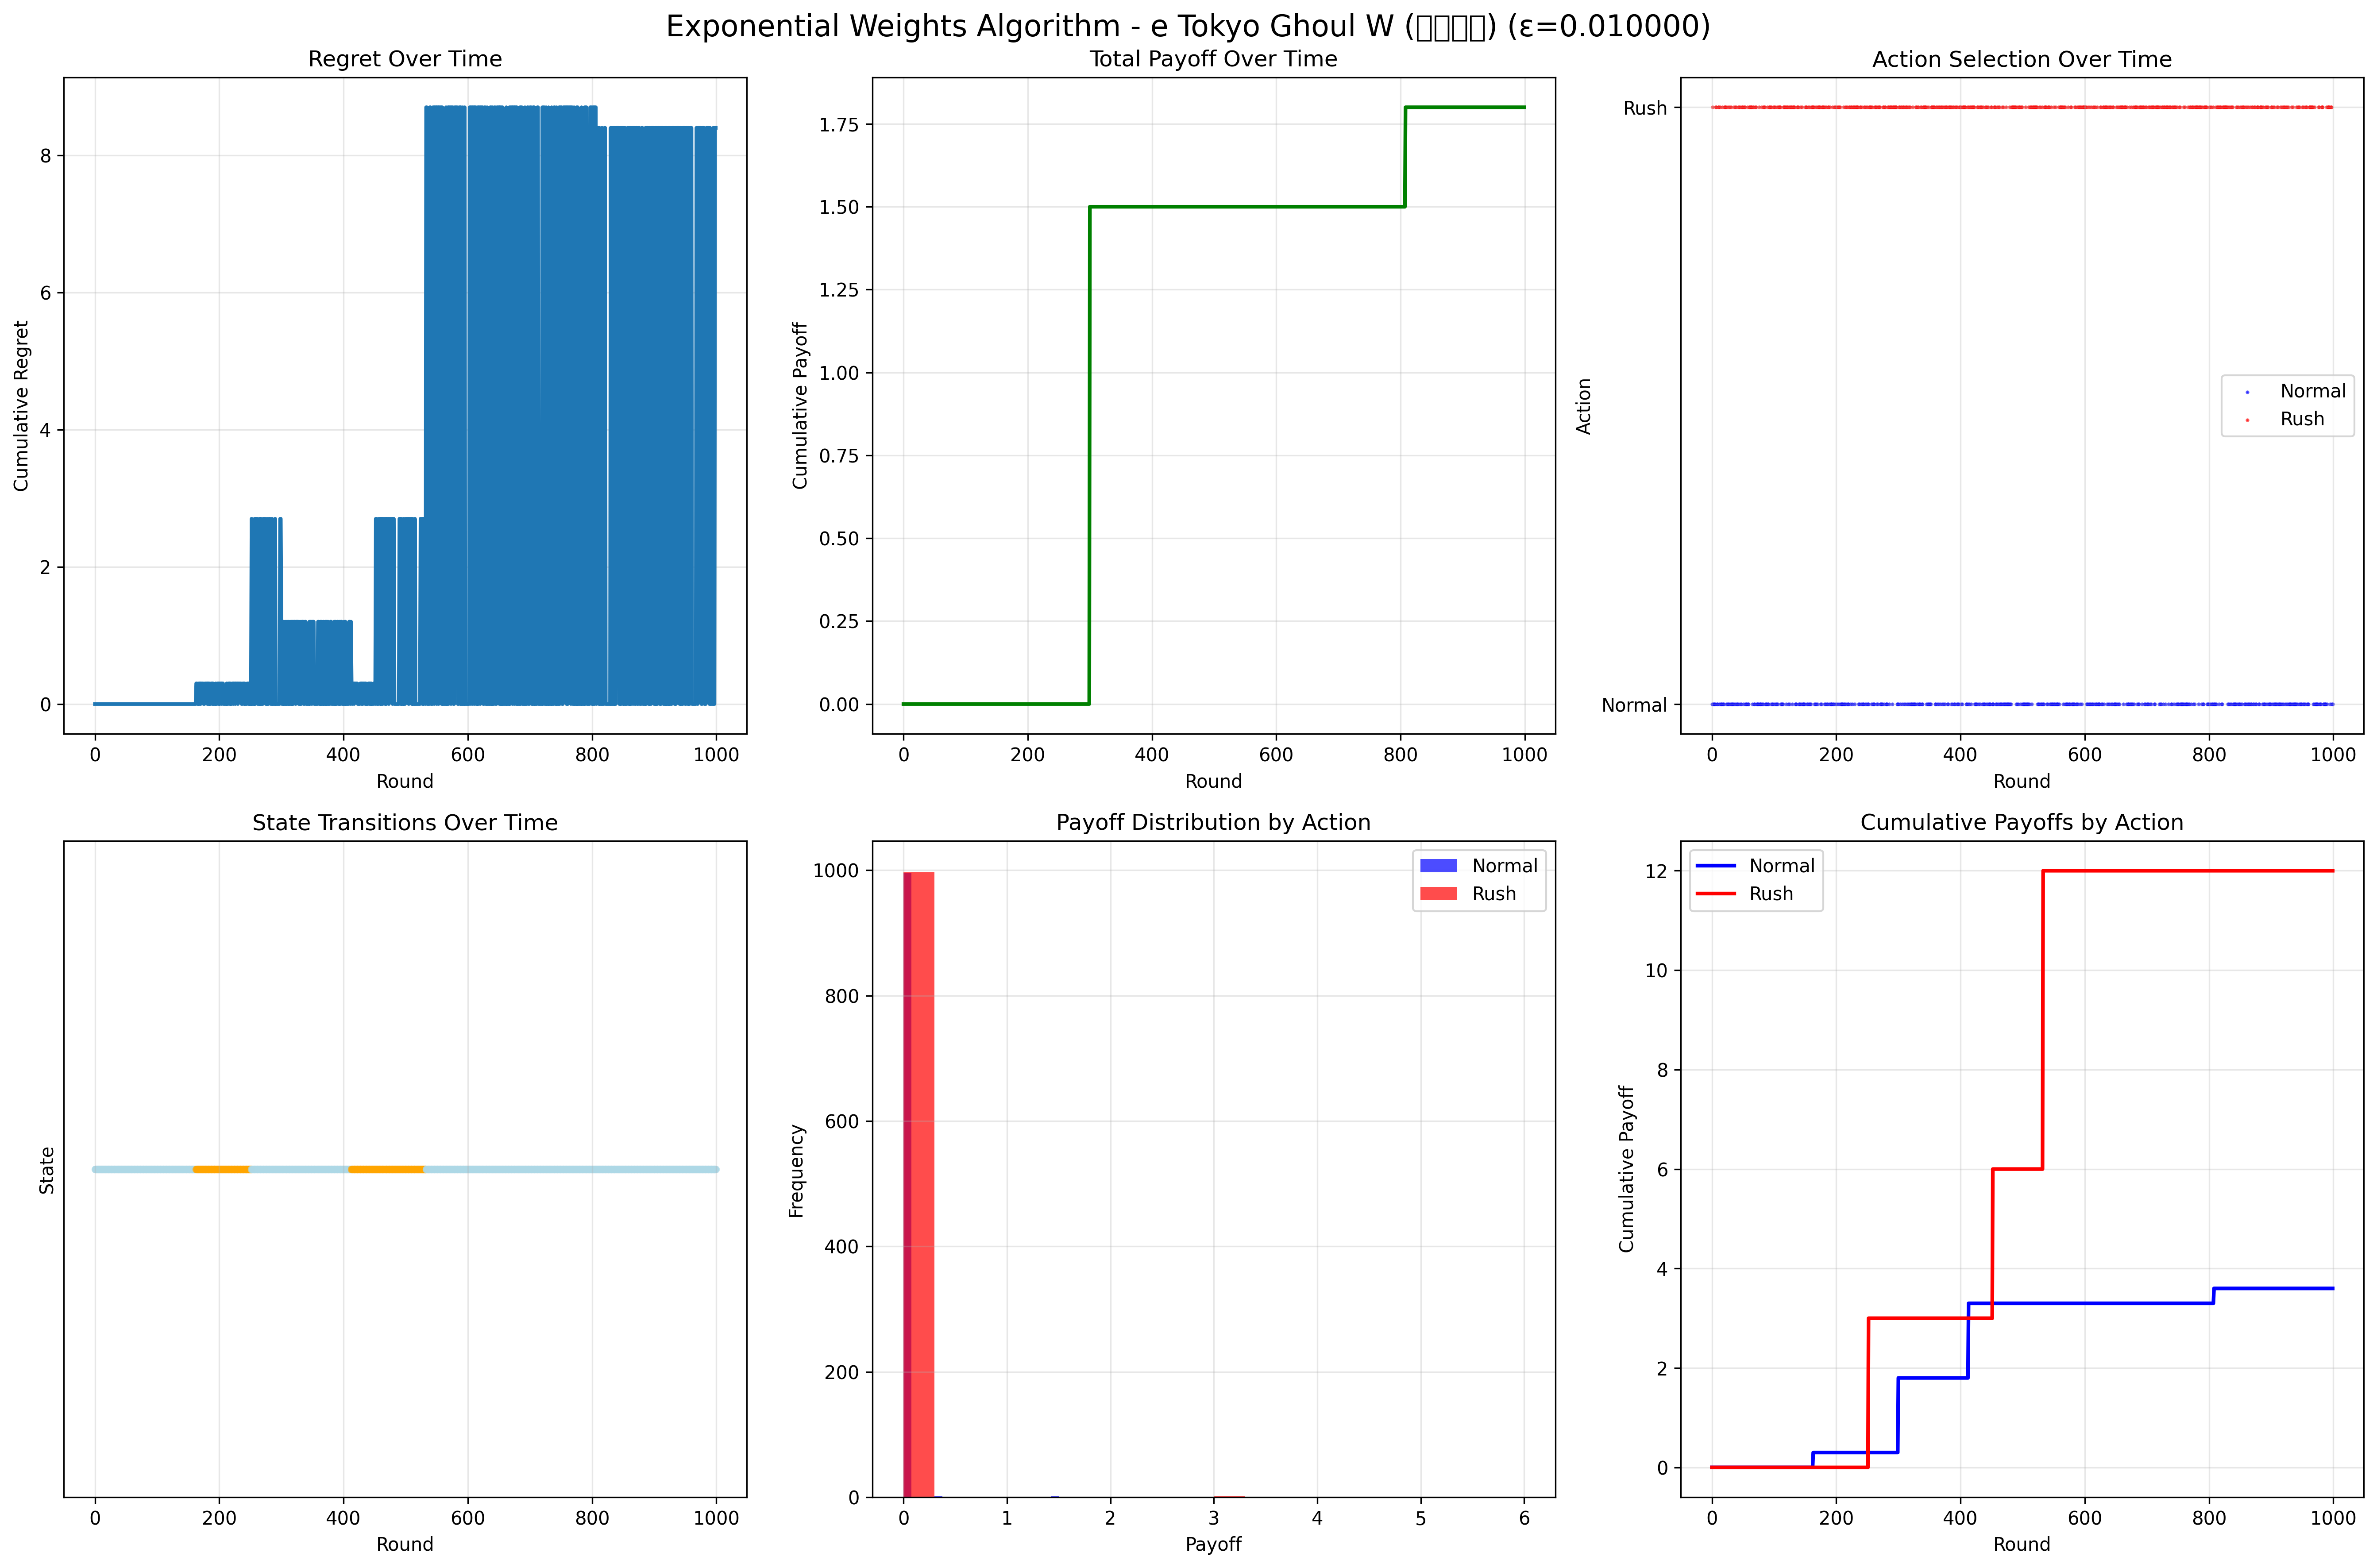 Exponential Weights Algorithm - e Tokyo Ghoul W (□□□□) (ε=0.010000)
Regret Over Time
Cumulative Regret
8
6
4
2
0
0 200 400 600 800 1000
Round
Total Payoff Over Time
Cumulative Payoff
1.75
1.50
1.25
1.00
0.75
0.50
0.25
0.00
0 200 400 600 800 1000
Round
Action Selection Over Time
Action
Rush
Normal
Normal
Rush
0 200 400 600 800 1000
Round
State Transitions Over Time
State
0 200 400 600 800 1000
Round
Payoff Distribution by Action
Frequency
1000
800
600
400
200
0
Normal
Rush
0 1 2 3 4 5 6
Payoff
Cumulative Payoffs by Action
Cumulative Payoff
12
10
8
6
4
2
0
Normal
Rush
0 200 400 600 800 1000
Round